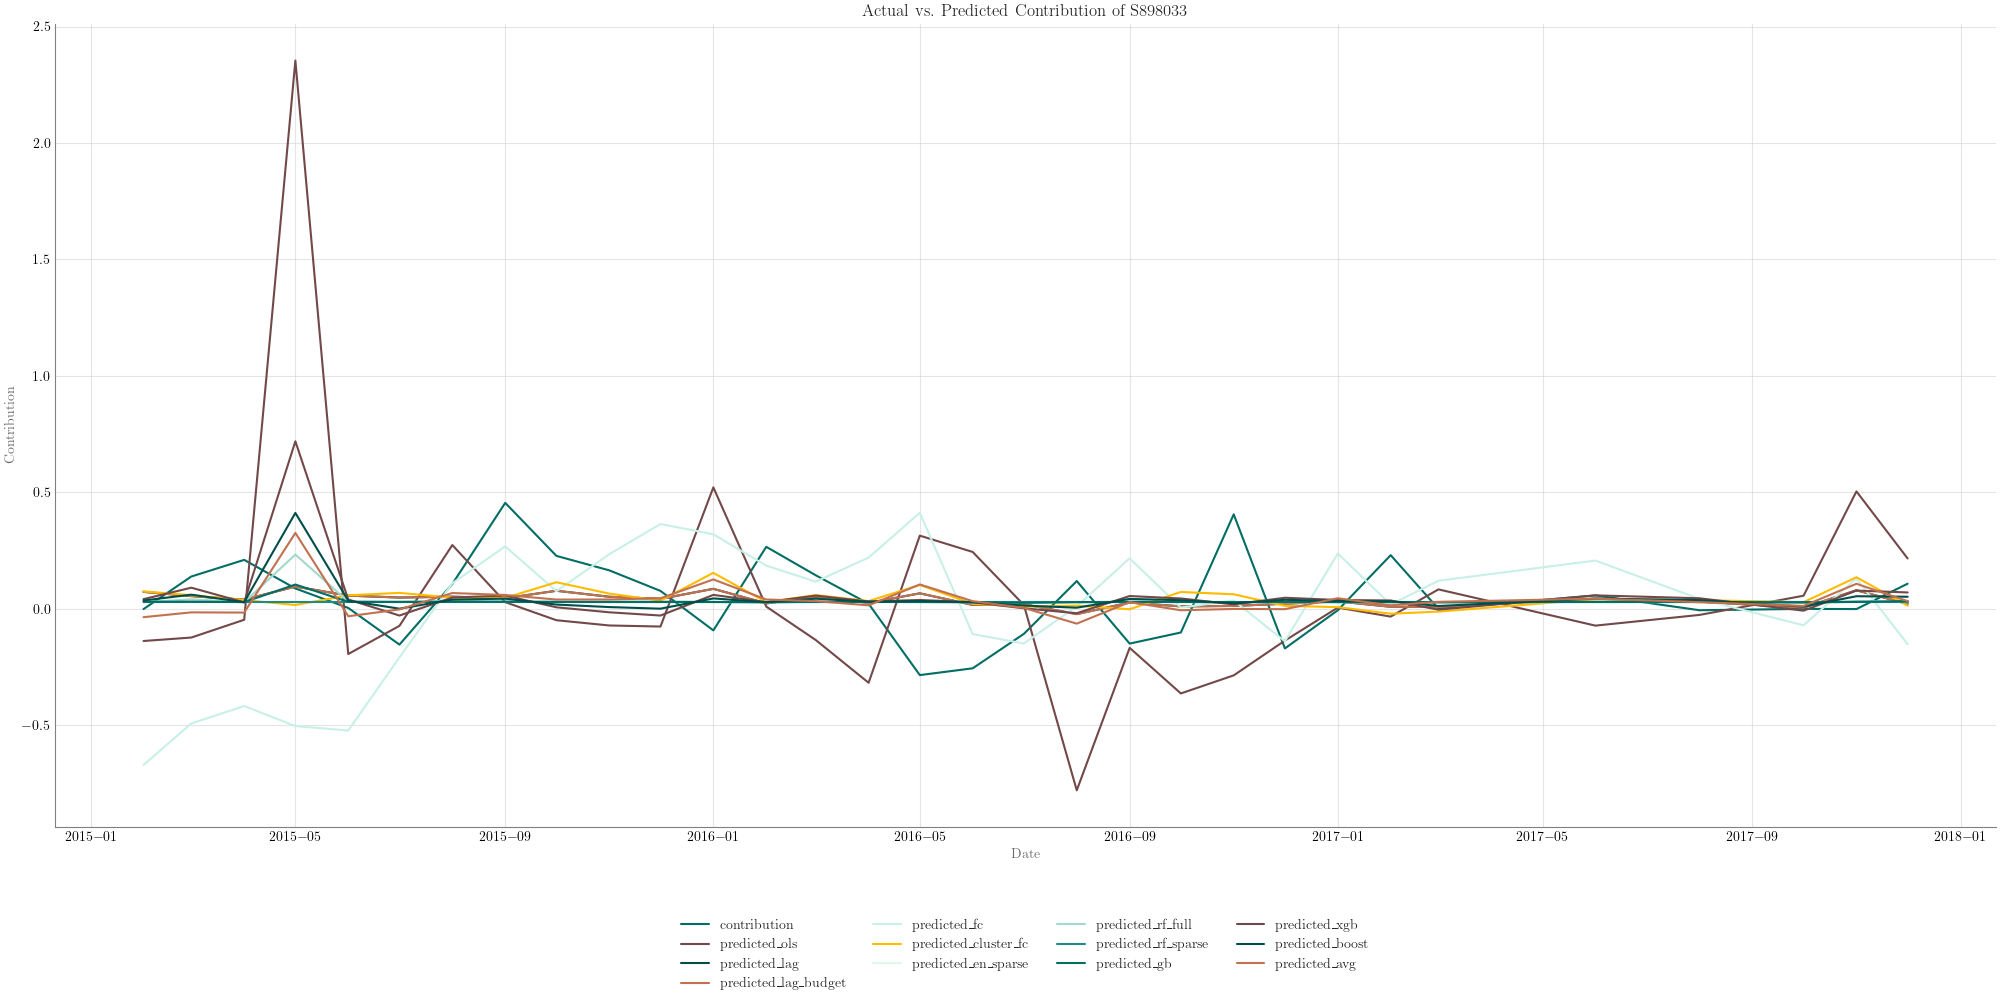 Actual vs. Predicted Contribution of S898033
2.5
2.0
1.5
1.0
0.5
0.0
−0.5
Contribution
2015−01 2015−05 2015−09 2016−01 2016−05 2016−09 2017−01 2017−05 2017−09 2018−01
Date
contribution predicted_fc predicted_rf_full predicted_xgb
predicted_ols predicted_cluster_fc predicted_rf_sparse predicted_boost
predicted_lag predicted_en_sparse predicted_gb predicted_avg
predicted_lag_budget